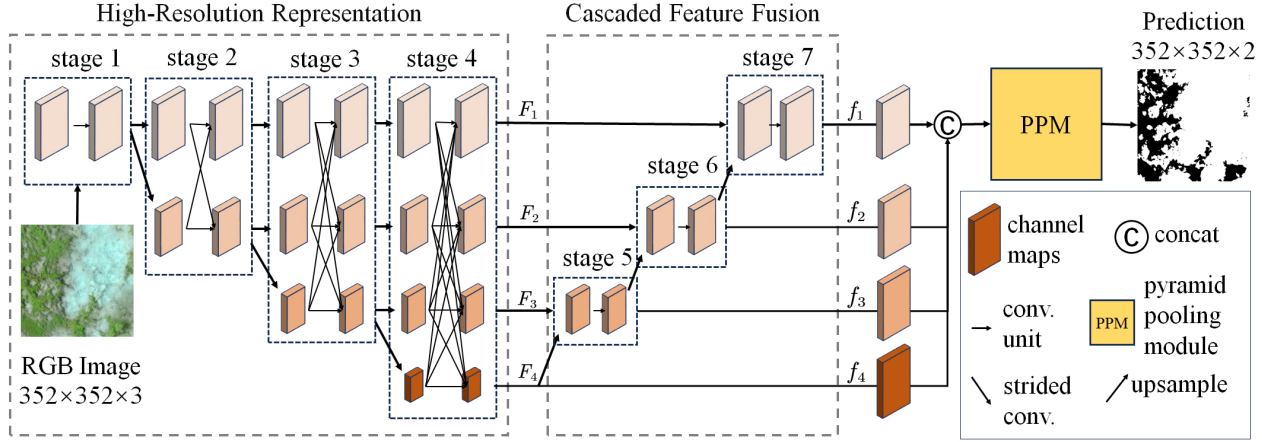 High-Resolution Representation
Cascaded Feature Fusion
Prediction
352×352×2
stage 1
stage 2
stage 3
stage 4
stage 5
stage 6
stage 7
F₁
F₂
F₃
F₄
f₁
f₂
f₃
f₄
C
PPM
RGB Image
352×352×3
channel
maps
C
concat
conv.
unit
PPM
pyramid
pooling
module
strided
conv.
upsample